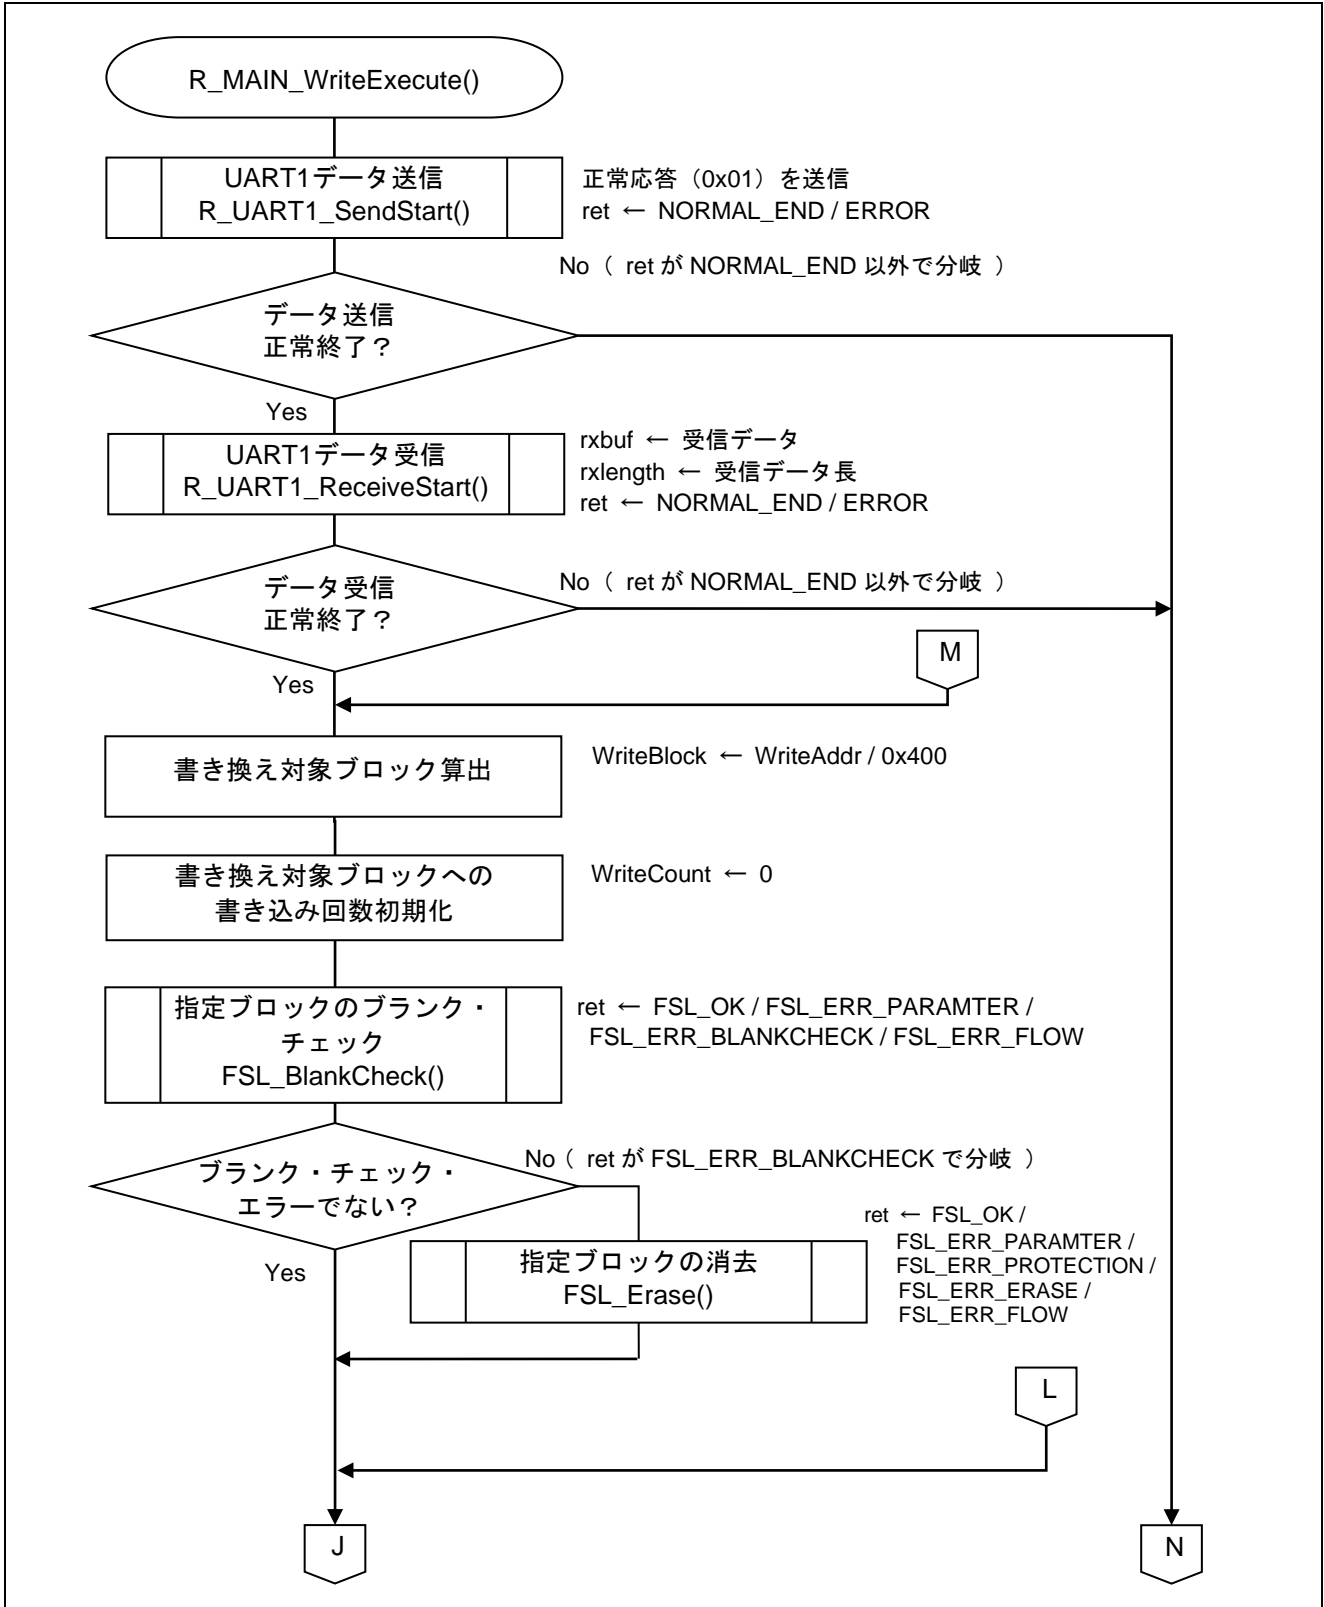 R_MAIN_WriteExecute()
UART1データ送信
R_UART1_SendStart()
正常応答（0x01）を送信
ret ← NORMAL_END / ERROR
No（ ret が NORMAL_END 以外で分岐 ）
データ送信
正常終了？
Yes
UART1データ受信
R_UART1_ReceiveStart()
rxbuf ← 受信データ
rxlength ← 受信データ長
ret ← NORMAL_END / ERROR
データ受信
正常終了？
No（ ret が NORMAL_END 以外で分岐 ）
M
Yes
書き換え対象ブロック算出
WriteBlock ← WriteAddr / 0x400
書き換え対象ブロックへの
書き込み回数初期化
WriteCount ← 0
指定ブロックのブランク・
チェック
FSL_BlankCheck()
ret ← FSL_OK / FSL_ERR_PARAMTER /
FSL_ERR_BLANKCHECK / FSL_ERR_FLOW
ブランク・チェック・
エラーでない？
No（ ret が FSL_ERR_BLANKCHECK で分岐 ）
Yes
指定ブロックの消去
FSL_Erase()
ret ← FSL_OK /
FSL_ERR_PARAMTER /
FSL_ERR_PROTECTION /
FSL_ERR_ERASE /
FSL_ERR_FLOW
L
J
N